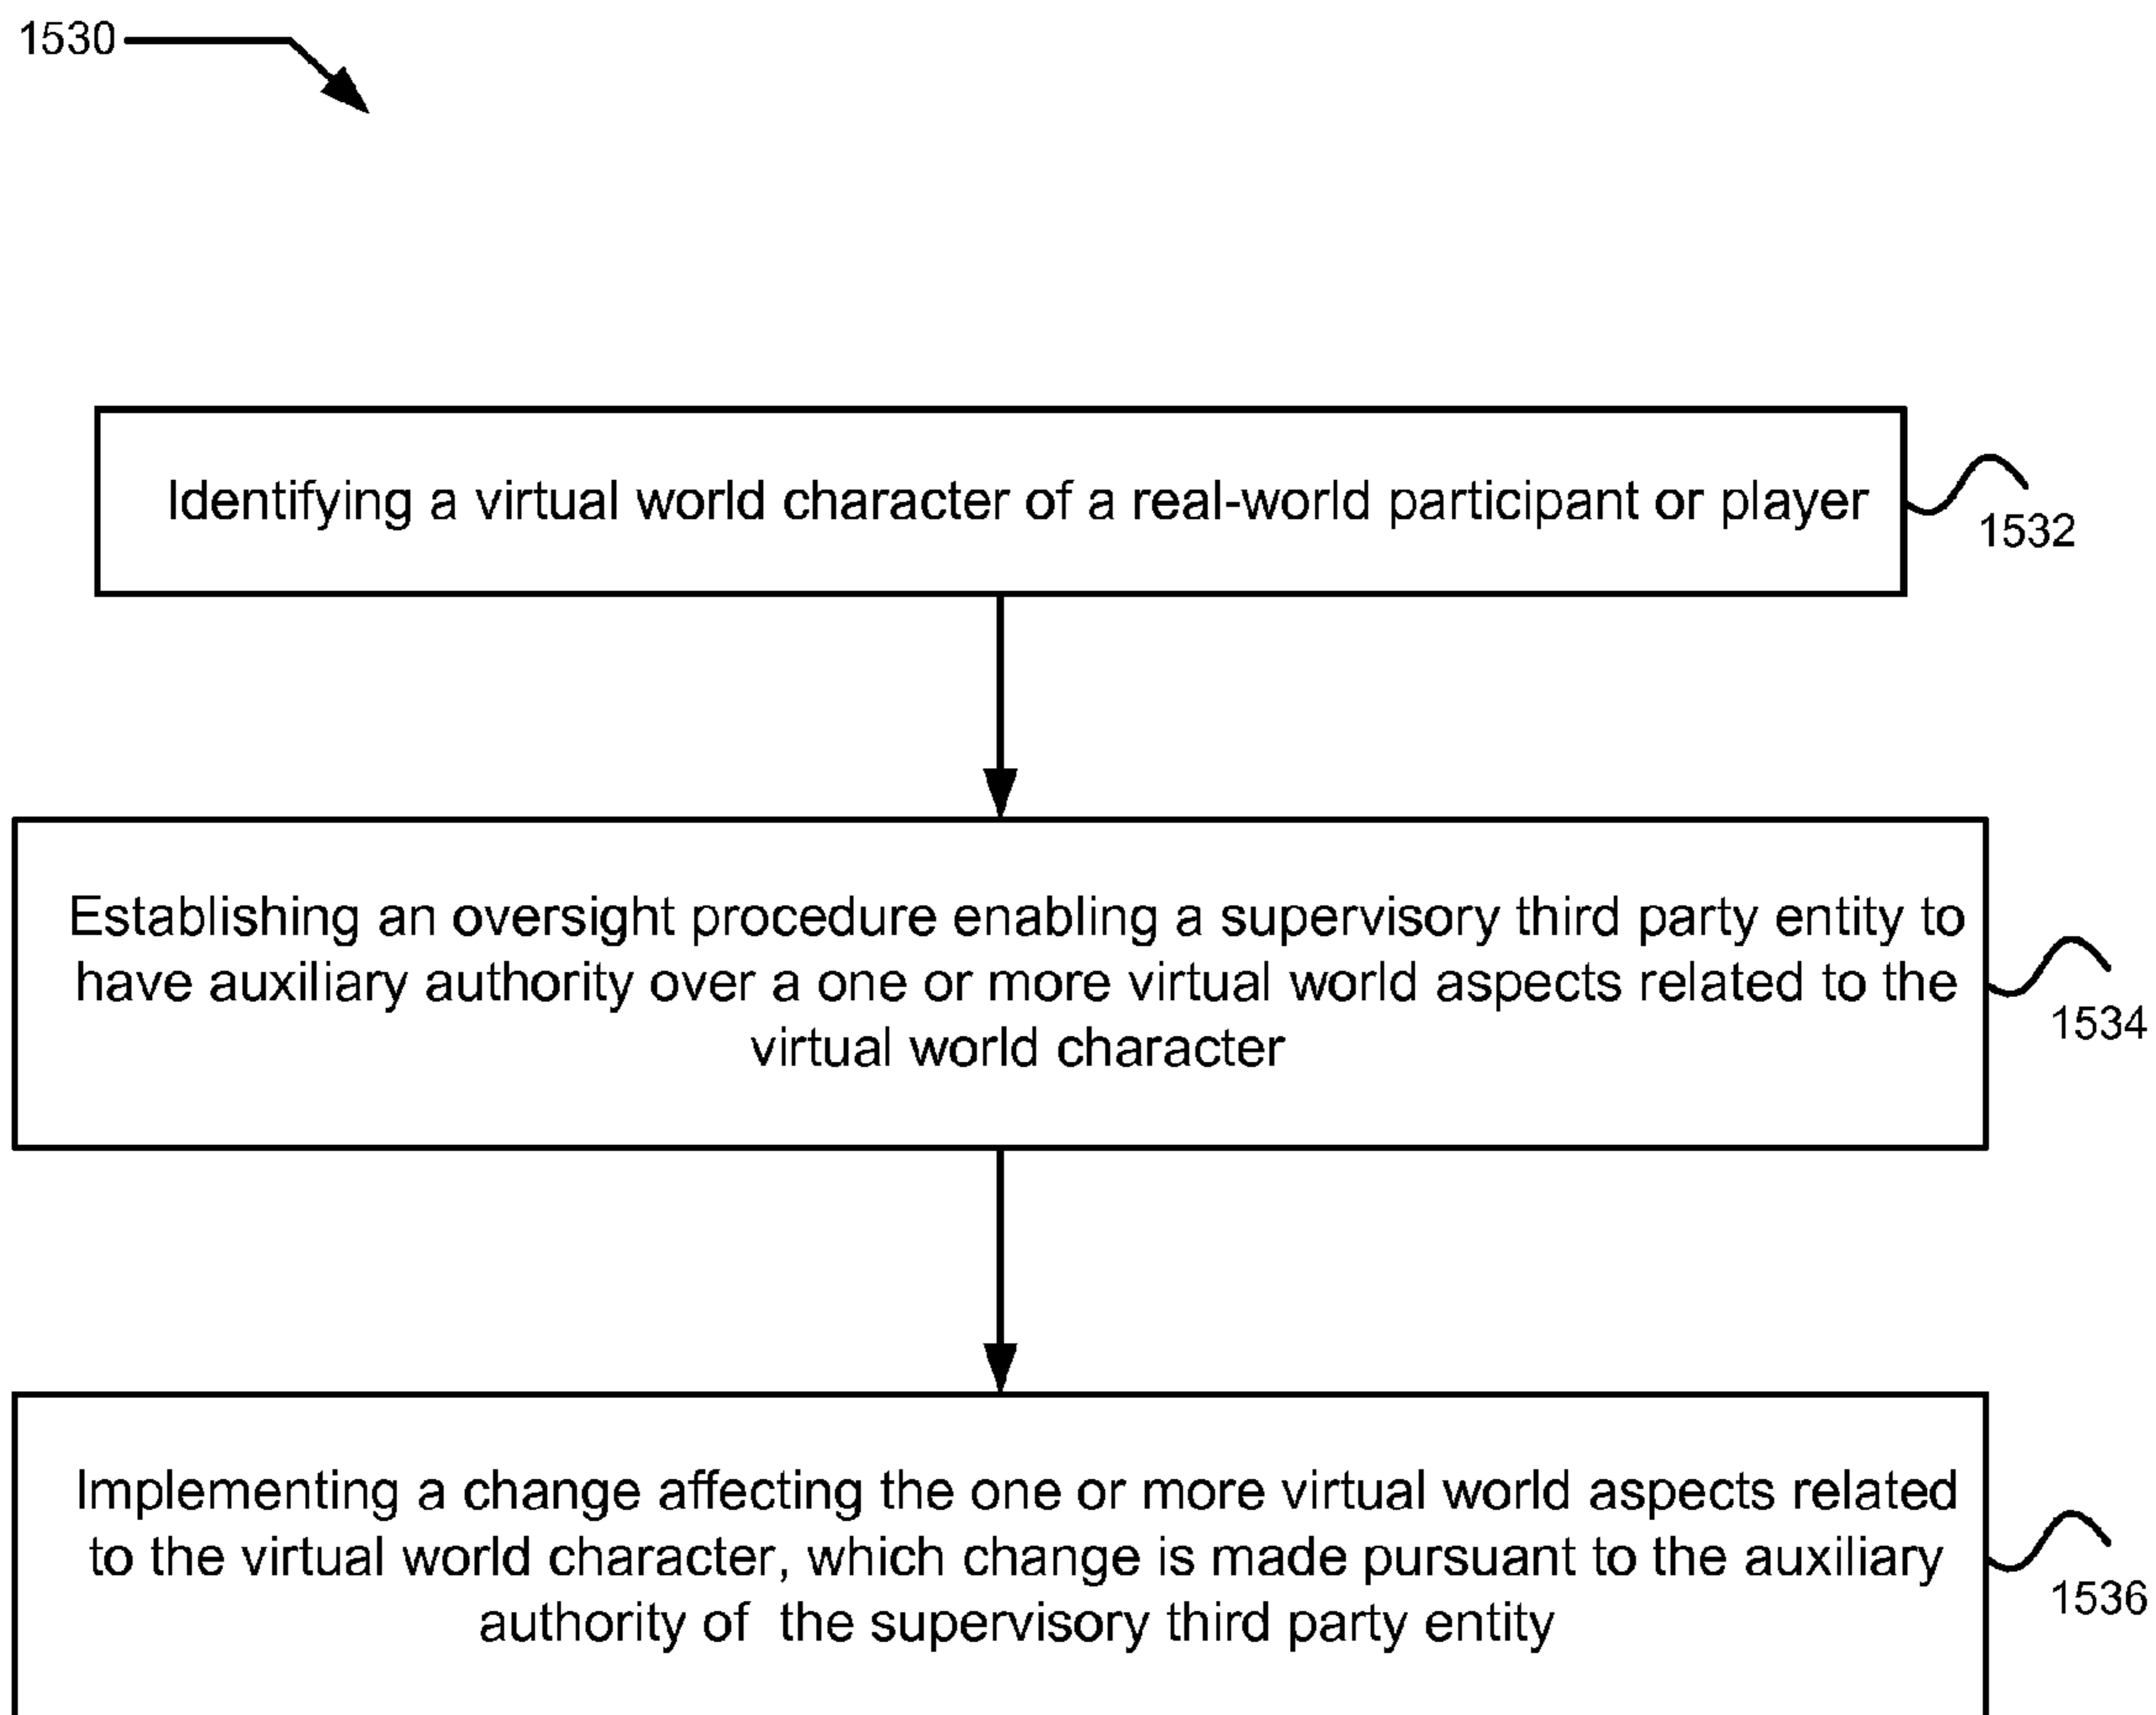 1530
Identifying a virtual world character of a real-world participant or player
1532
Establishing an oversight procedure enabling a supervisory third party entity to
have auxiliary authority over a one or more virtual world aspects related to the
virtual world character
1534
Implementing a change affecting the one or more virtual world aspects related
to the virtual world character, which change is made pursuant to the auxiliary
authority of the supervisory third party entity
1536